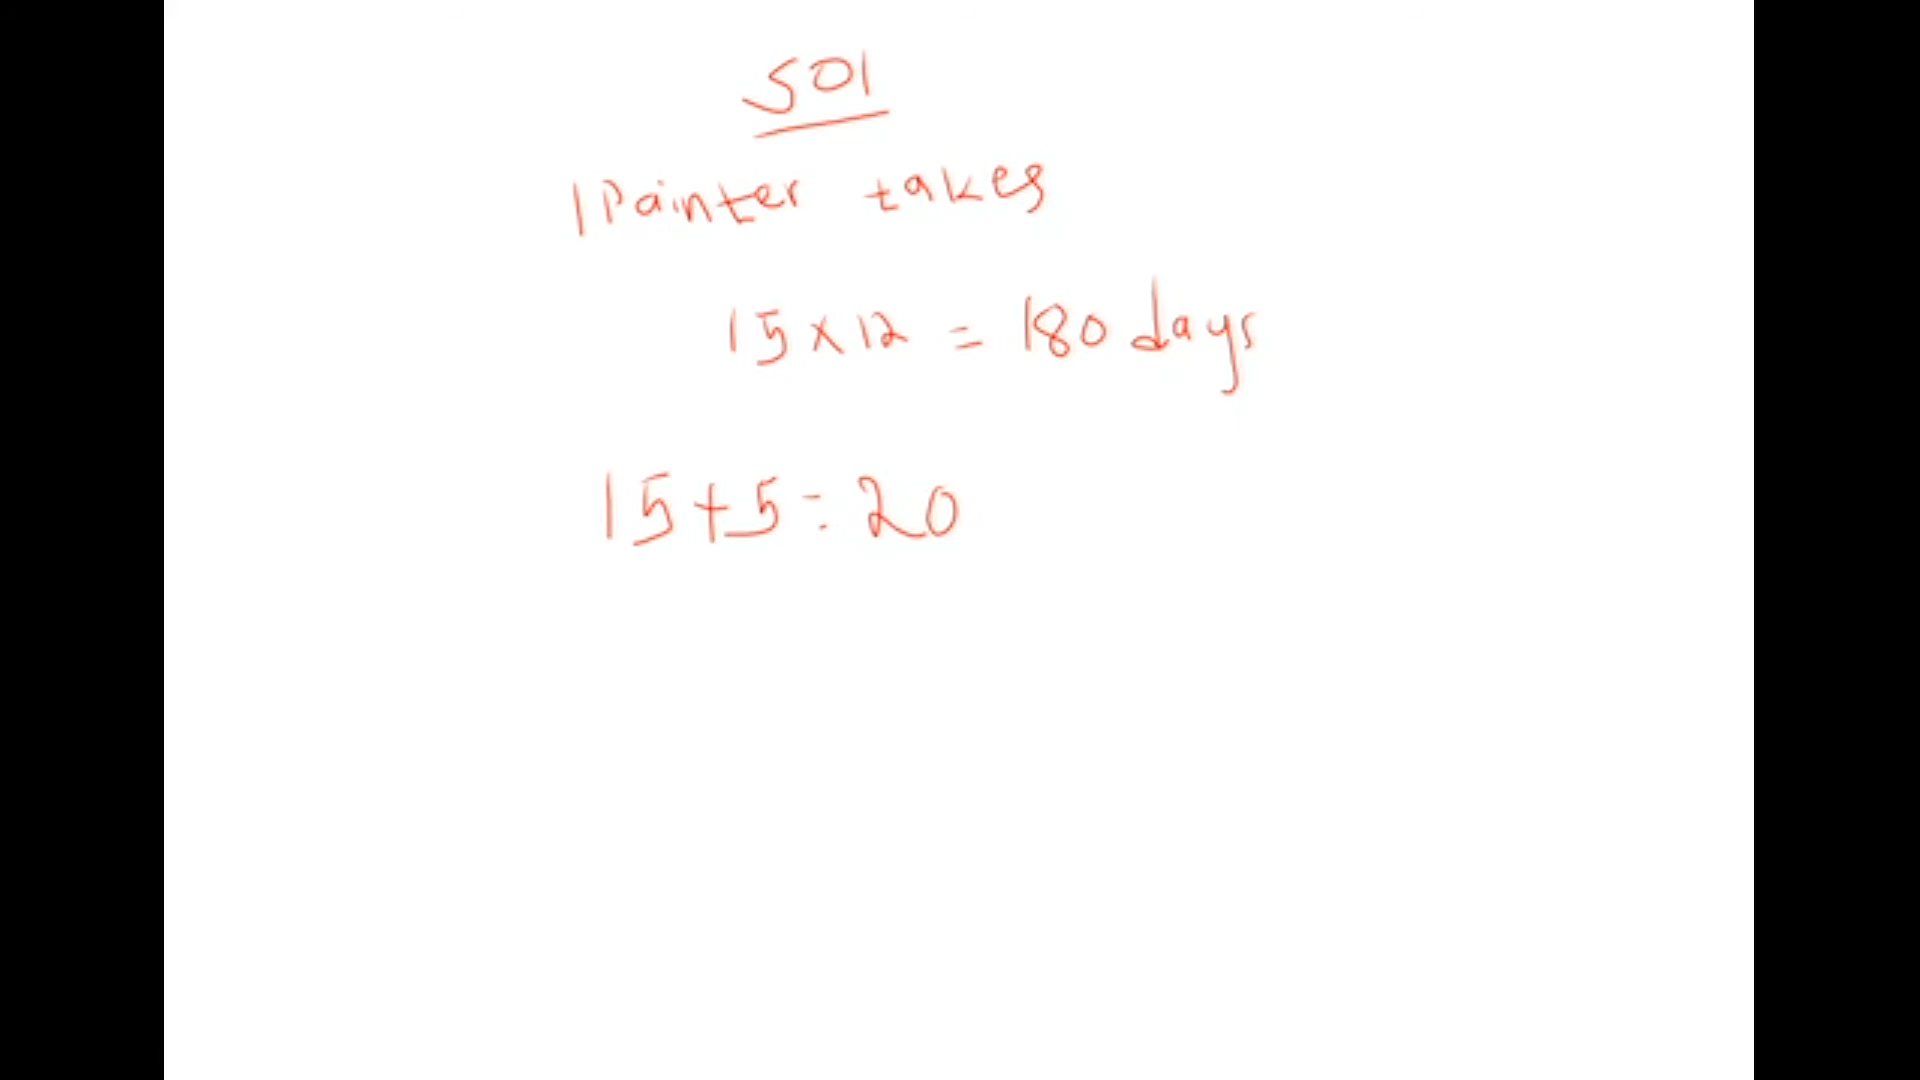 Sol
1 Painter takes
15 x 12 = 180 days
15 + 5 = 20